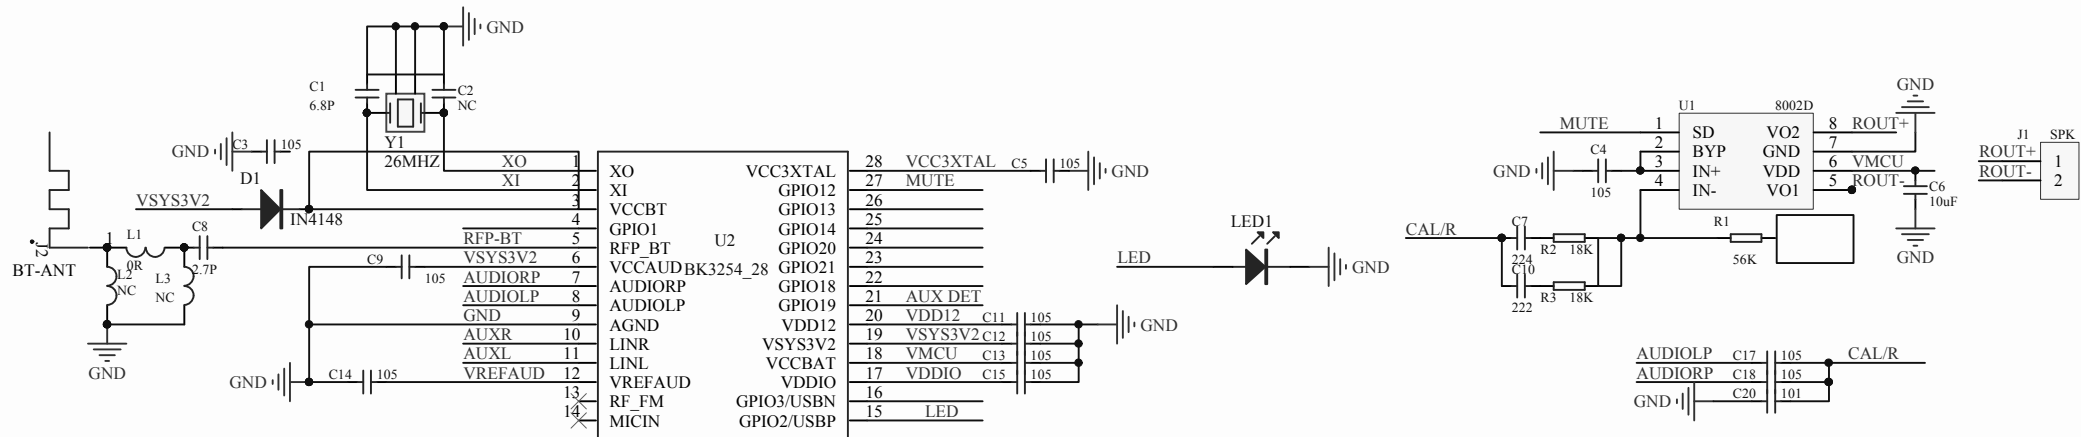 GND
C1
6.8P
C2
NC
Y1
26MHZ
GND
C3
105
XO
XI
D1
VSYS3V2
IN4148
J2
BT-ANT
1
L1
0R
C8
2.7P
L2
NC
L3
NC
GND
RFP-BT
VSYS3V2
C9
105
AUDIORP
AUDIOLP
GND
AUXR
AUXL
VREFAUD
GND
C14
105
1 XO
2 XI
3 VCCBT
4 GPIO1
5 RFP_BT
6 VCCAUD
7 AUDIORP
8 AUDIOLP
9 AGND
10 LINR
11 LINL
12 VREFAUD
13 RF_FM
14 MICIN
U2
BK3254_28
VCC3XTAL 28 VCC3XTAL C5 105 GND
GPIO12 27 MUTE
GPIO13 26
GPIO14 25
GPIO20 24
GPIO21 23
GPIO18 22
GPIO19 21 AUX DET
VDD12 20 VDD12 C11 105 GND
VSYS3V2 19 VSYS3V2 C12 105
VCCBAT 18 VMCU C13 105
VDDIO 17 VDDIO C15 105
GPIO3/USBN 16
GPIO2/USBP 15 LED
LED1
LED
GND
U1
8002D
MUTE
GND
C4
105
1 SD
2 BYP
3 IN+
4 IN-
VO2 8 ROUT+
GND 7
VDD 6 VMCU
VO1 5 ROUT-
GND
C6
10uF
GND
CAL/R
C7
224
R2
18K
C10
222
R3
18K
R1
56K
J1
SPK
ROUT+ 1
ROUT- 2
AUDIOLP C17 105 CAL/R
AUDIORP C18 105
GND C20 101